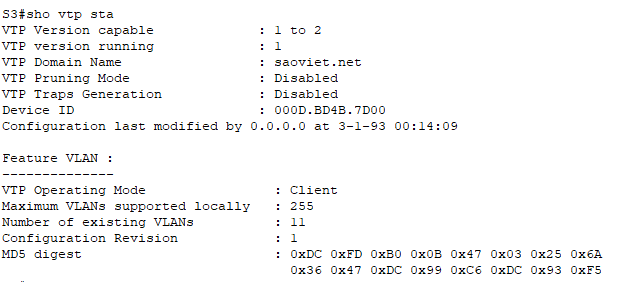 S3#sho vtp sta
VTP Version capable : 1 to 2
VTP version running : 1
VTP Domain Name : saoviet.net
VTP Pruning Mode : Disabled
VTP Traps Generation : Disabled
Device ID : 000D.BD4B.7D00
Configuration last modified by 0.0.0.0 at 3-1-93 00:14:09
Feature VLAN :
--------------
VTP Operating Mode : Client
Maximum VLANs supported locally : 255
Number of existing VLANs : 11
Configuration Revision : 1
MD5 digest : 0xDC 0xFD 0xB0 0x0B 0x47 0x03 0x25 0x6A
0x36 0x47 0xDC 0x99 0xC6 0xDC 0x93 0xF5